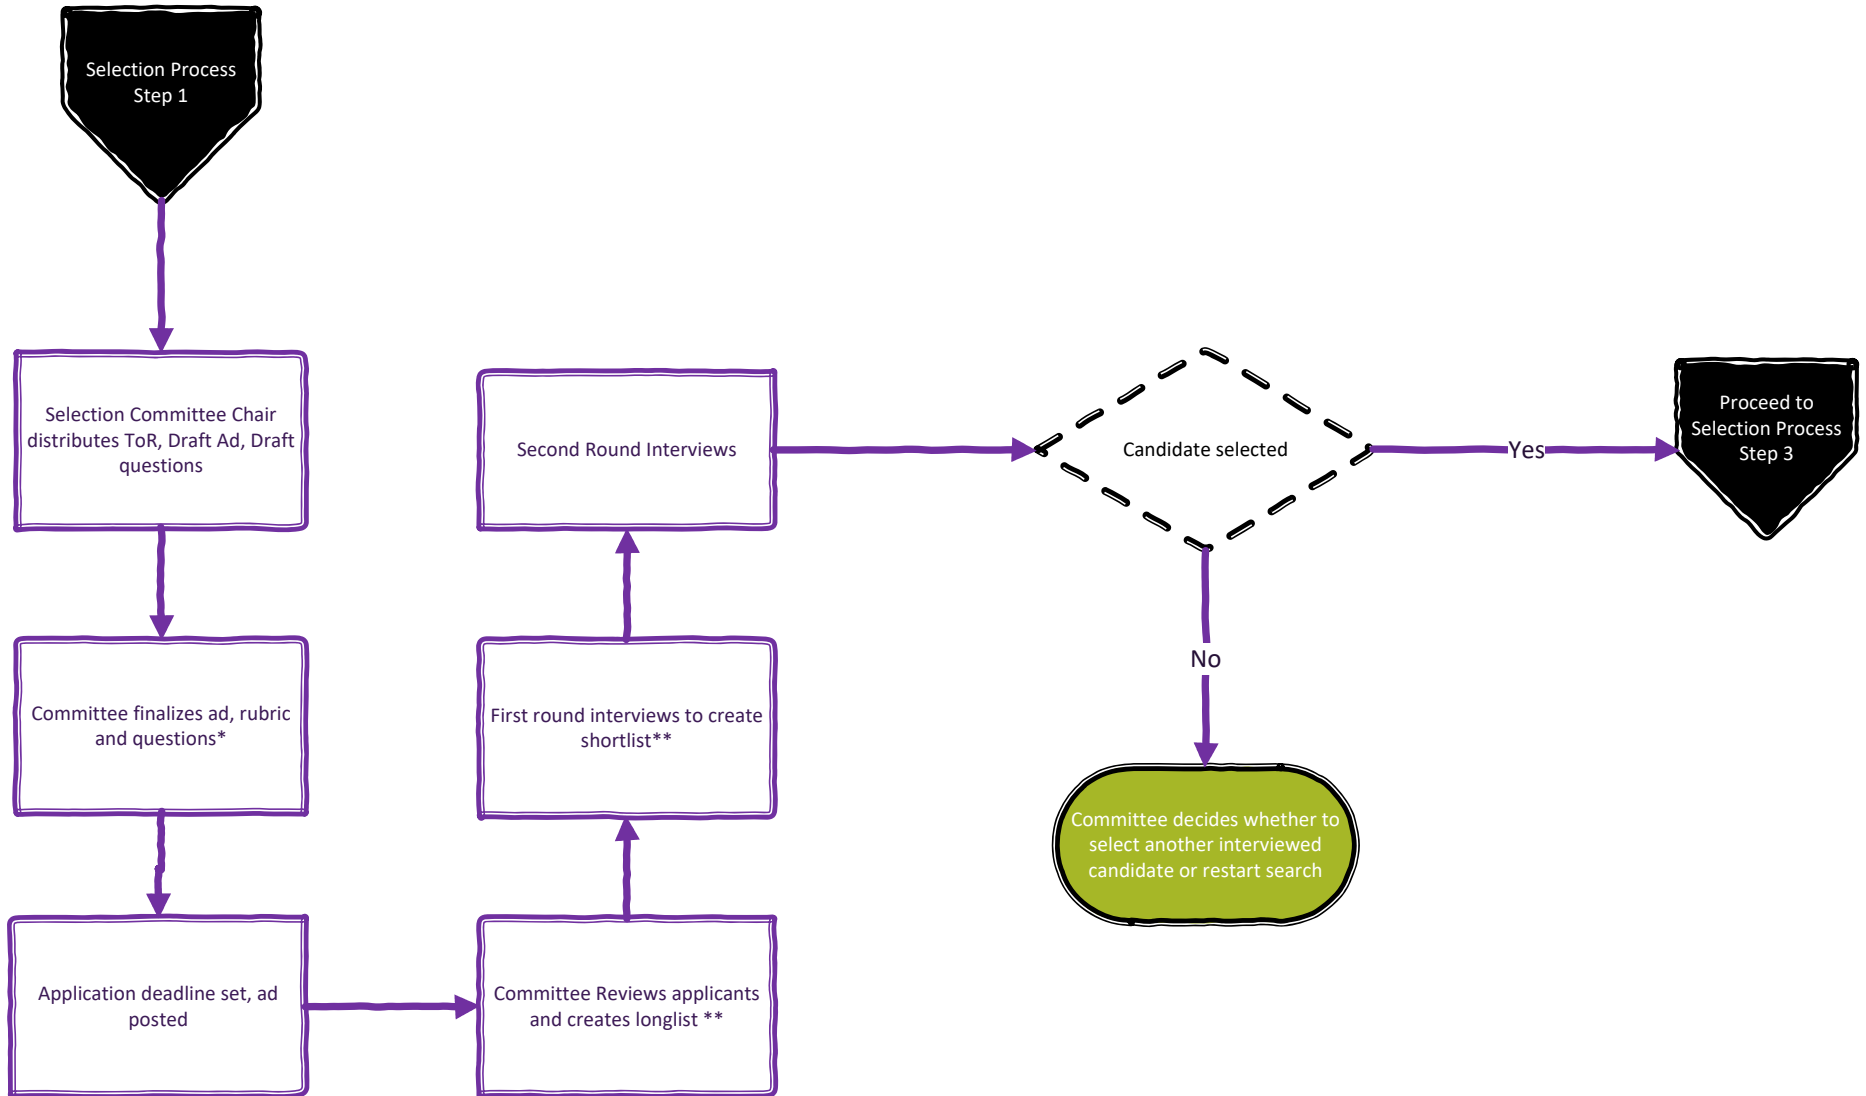 Selection Process
Step 1
Selection Committee Chair
distributes ToR, Draft Ad, Draft
questions
Committee finalizes ad, rubric
and questions*
Application deadline set, ad
posted
Committee Reviews applicants
and creates longlist **
First round interviews to create
shortlist**
Second Round Interviews
Candidate selected
Yes
Proceed to
Selection Process
Step 3
No
Committee decides whether to
select another interviewed
candidate or restart search